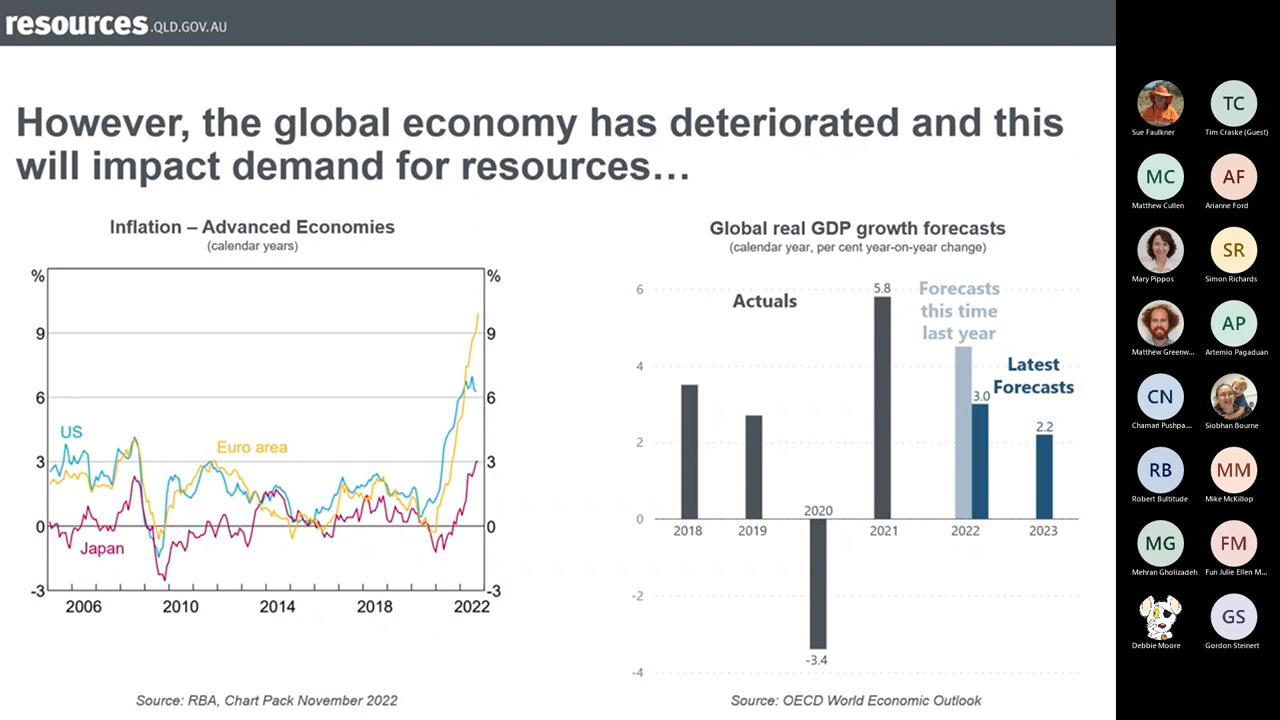 resources.QLD.GOV.AU
However, the global economy has deteriorated and this
will impact demand for resources…
Inflation – Advanced Economies
(calendar years)
%
%
9
9
6
6
US
Euro area
3
3
0
0
Japan
-3
-3
2006
2010
2014
2018
2022
Source: RBA, Chart Pack November 2022
Global real GDP growth forecasts
(calendar year, per cent year-on-year change)
6
Actuals
5.8
Forecasts
this time
last year
4
Latest
Forecasts
3.0
2.2
2
2020
0
2018
2019
2021
2022
2023
-2
-3.4
-4
Source: OECD World Economic Outlook
Sue Faulkner
TC
Tim Craske (Guest)
MC
Matthew Cullen
AF
Arianne Ford
Mary Pippos
SR
Simon Richards
Matthew Greenw...
AP
Artemio Pagaduan
CN
Chamari Pushpa...
Siobhan Bourne
RB
Robert Bultitude
MM
Mike McKillop
MG
Mehran Gholizadeh
FM
Fun Julie Ellen M...
Debbie Moore
GS
Gordon Steinert